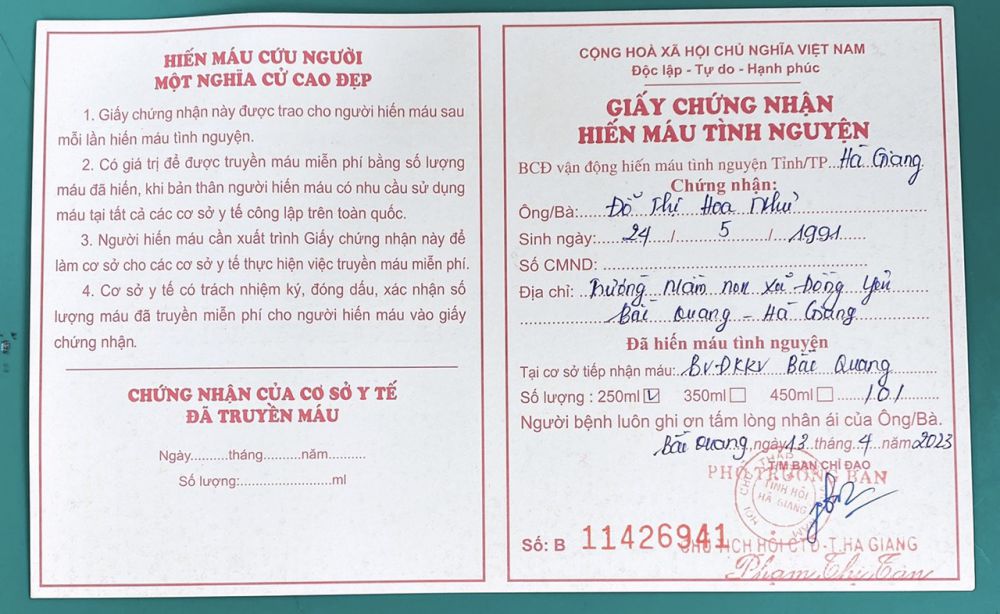 HIẾN MÁU CỨU NGƯỜI
MỘT NGHĨA CỬ CAO ĐẸP
1. Giấy chứng nhận này được trao cho người hiến máu sau
mỗi lần hiến máu tình nguyện.
2. Có giá trị để được truyền máu miễn phí bằng số lượng
máu đã hiến, khi bản thân người hiến máu có nhu cầu sử dụng
máu tại tất cả các cơ sở y tế công lập trên toàn quốc.
3. Người hiến máu cần xuất trình Giấy chứng nhận này để
làm cơ sở cho các cơ sở y tế thực hiện việc truyền máu miễn phí.
4. Cơ sở y tế có trách nhiệm ký, đóng dấu, xác nhận số
lượng máu đã truyền miễn phí cho người hiến máu vào giấy
chứng nhận.
CHỨNG NHẬN CỦA CƠ SỞ Y TẾ
ĐÃ TRUYỀN MÁU
Ngày.........tháng.........năm.........
Số lượng:.....................ml
CỘNG HOÀ XÃ HỘI CHỦ NGHĨA VIỆT NAM
Độc lập - Tự do - Hạnh phúc
GIẤY CHỨNG NHẬN
HIẾN MÁU TÌNH NGUYỆN
BCĐ vận động hiến máu tình nguyện Tỉnh/TP...Hà Giang
Chứng nhận:
Ông/Bà: Đỗ Thị Hoa Như
Sinh ngày: 24 / 5 / 1991
Số CMND:
Địa chỉ: Trường Mầm non xã Đồng Yên
Bắc Quang - Hà Giang
Đã hiến máu tình nguyện
Tại cơ sở tiếp nhận máu: BVĐKKV Bắc Quang
Số lượng : 250ml 350ml 450ml
Người bệnh luôn ghi ơn tấm lòng nhân ái của Ông/Bà.
Bắc Quang, ngày 13 tháng 4 năm 2023
T/M BAN CHỈ ĐẠO
PHÓ TRƯỞNG BAN
TỈNH HỘI
HÀ GIANG
Số: B 11426941
CHỦ TỊCH HỘI CTĐ-T.HÀ GIANG
Phạm Thị Tân